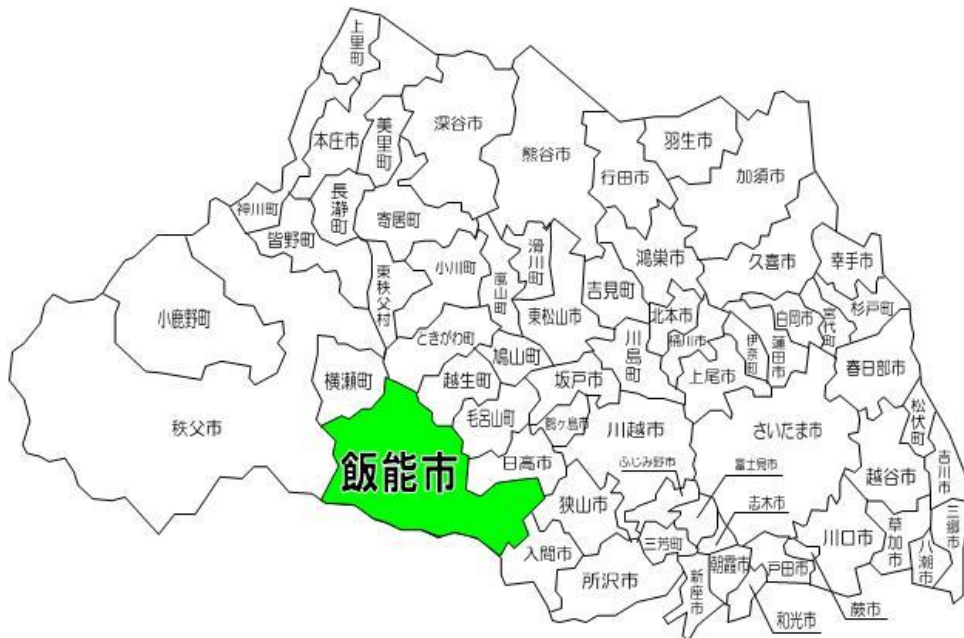 上里町
本庄市
美里町
深谷市
熊谷市
行田市
羽生市
加須市
神川町
長瀞町
皆野町
寄居町
東秩父村
小川町
嵐山町
滑川町
東松山市
吉見町
鴻巣市
久喜市
幸手市
小鹿野町
北本市
桶川市
白岡市
宮代町
杉戸町
ときがわ町
鳩山町
川島町
上尾市
伊奈町
蓮田市
春日部市
横瀬町
越生町
坂戸市
秩父市
毛呂山町
鶴ヶ島市
川越市
さいたま市
松伏町
飯能市
日高市
ふじみ野市
富士見市
越谷市
吉川市
狭山市
志木市
入間市
三芳町
川口市
草加市
三郷市
所沢市
新座市
朝霞市
戸田市
八潮市
和光市
蕨市